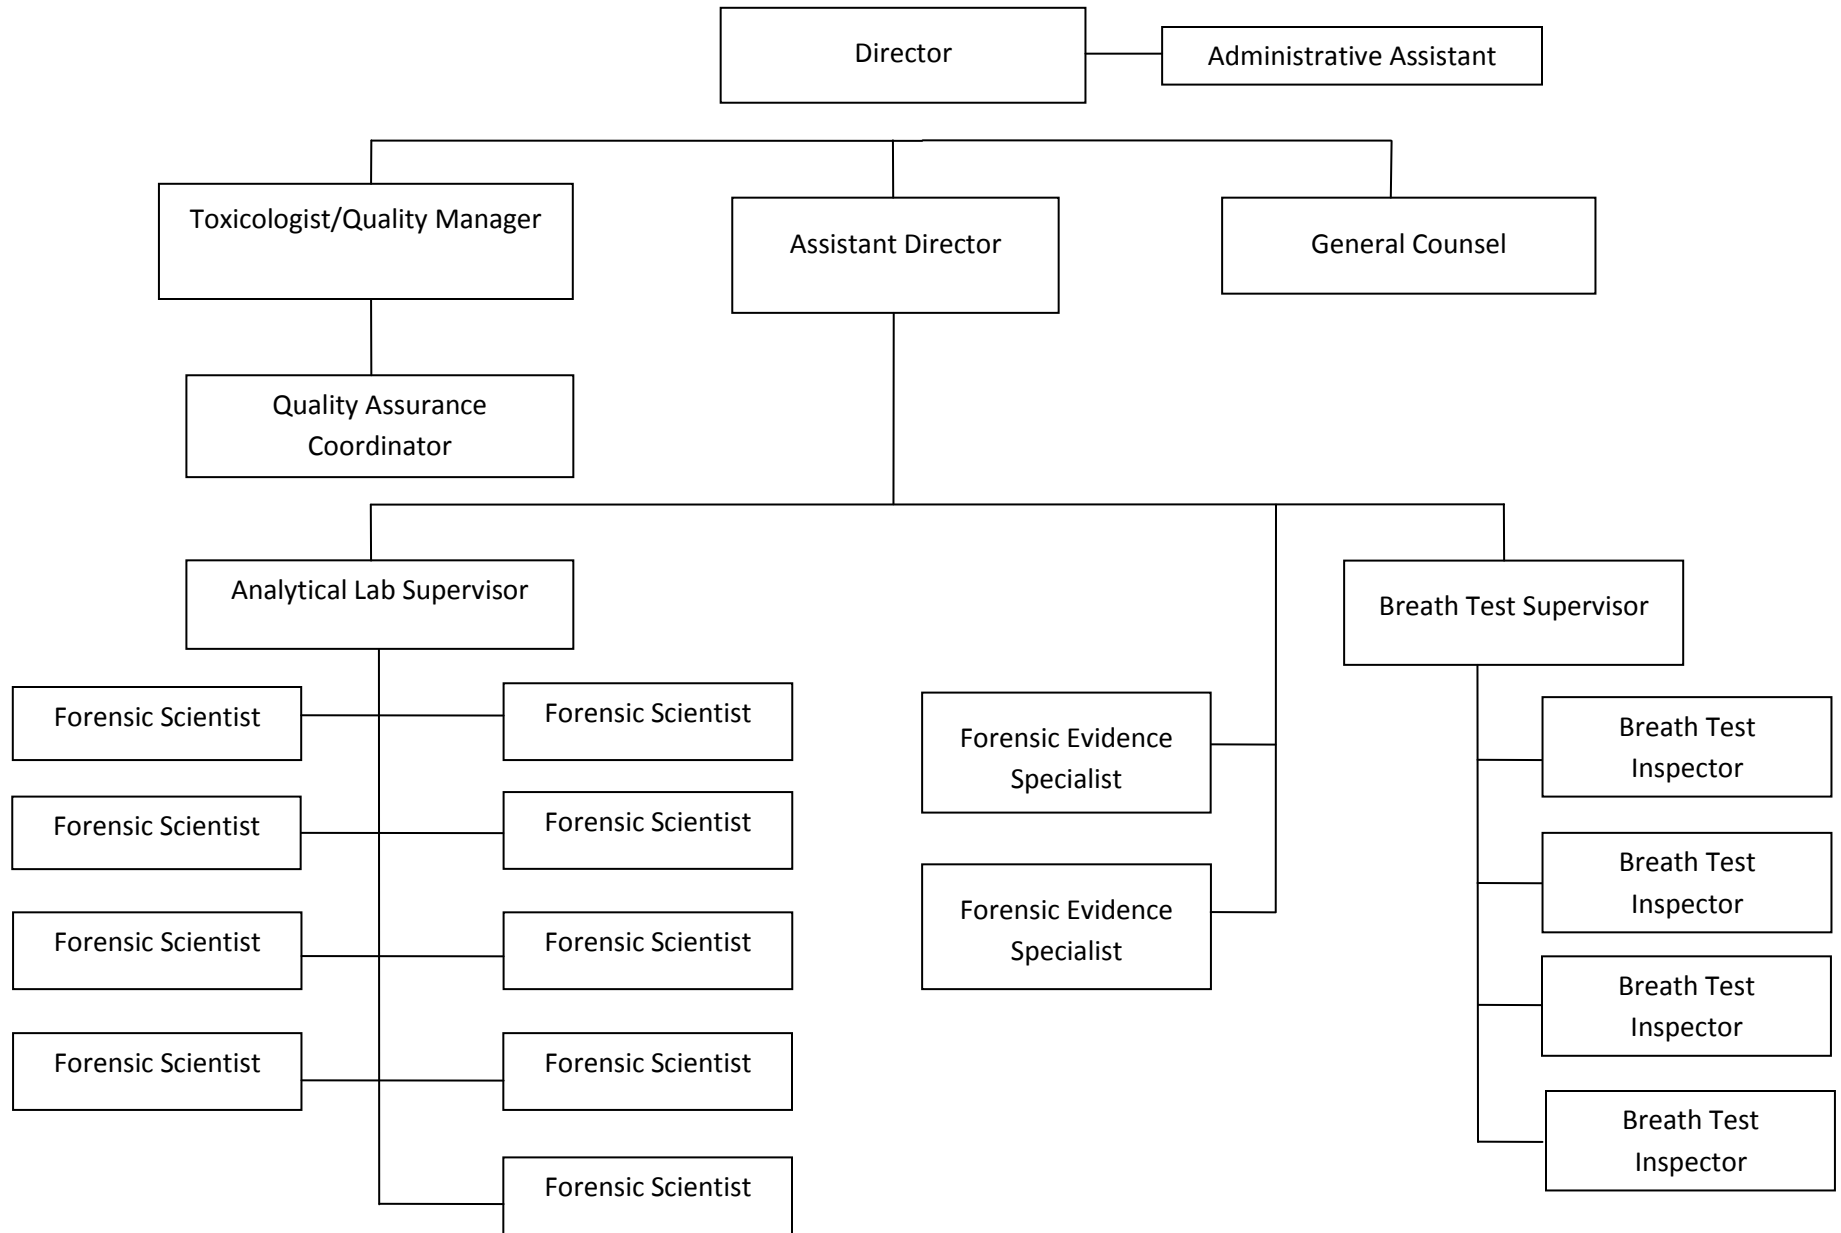 Director
Administrative Assistant
Toxicologist/Quality Manager
Assistant Director
General Counsel
Quality Assurance
Coordinator
Analytical Lab Supervisor
Breath Test Supervisor
Forensic Scientist
Forensic Scientist
Forensic Scientist
Forensic Scientist
Forensic Scientist
Forensic Scientist
Forensic Scientist
Forensic Scientist
Forensic Scientist
Forensic Evidence
Specialist
Forensic Evidence
Specialist
Breath Test
Inspector
Breath Test
Inspector
Breath Test
Inspector
Breath Test
Inspector